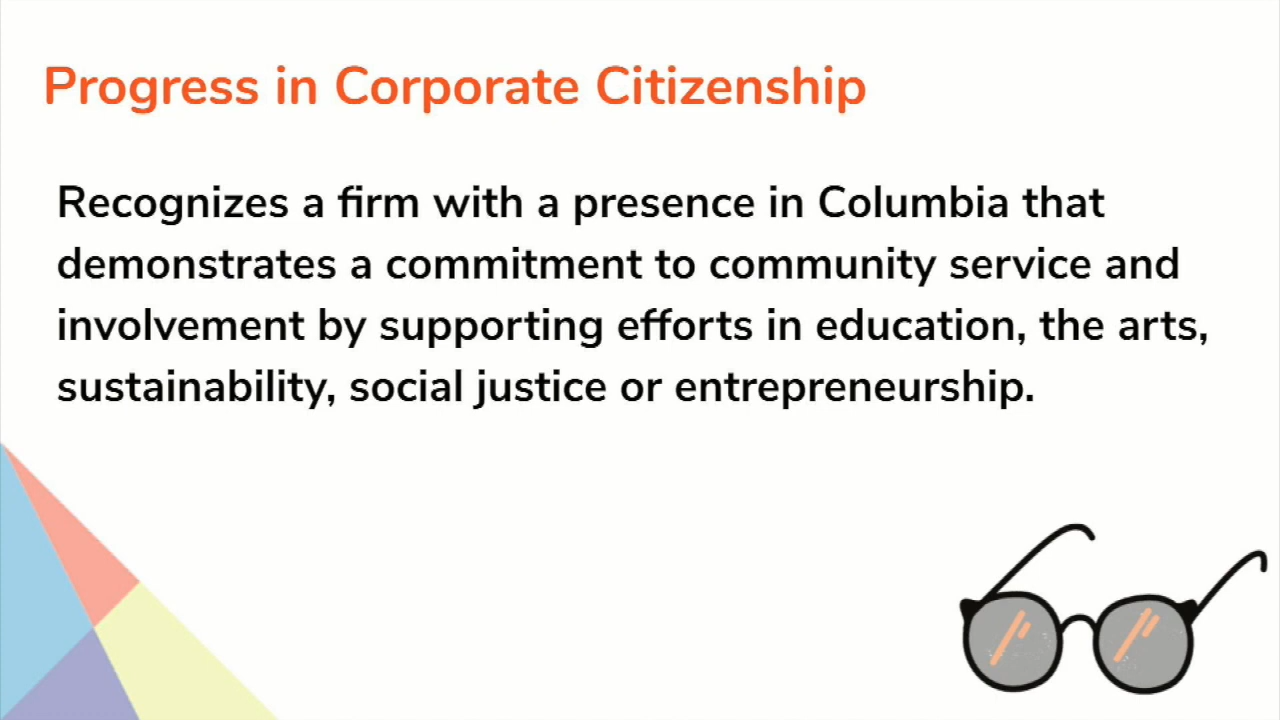 Progress in Corporate Citizenship
Recognizes a firm with a presence in Columbia that
demonstrates a commitment to community service and
involvement by supporting efforts in education, the arts,
sustainability, social justice or entrepreneurship.